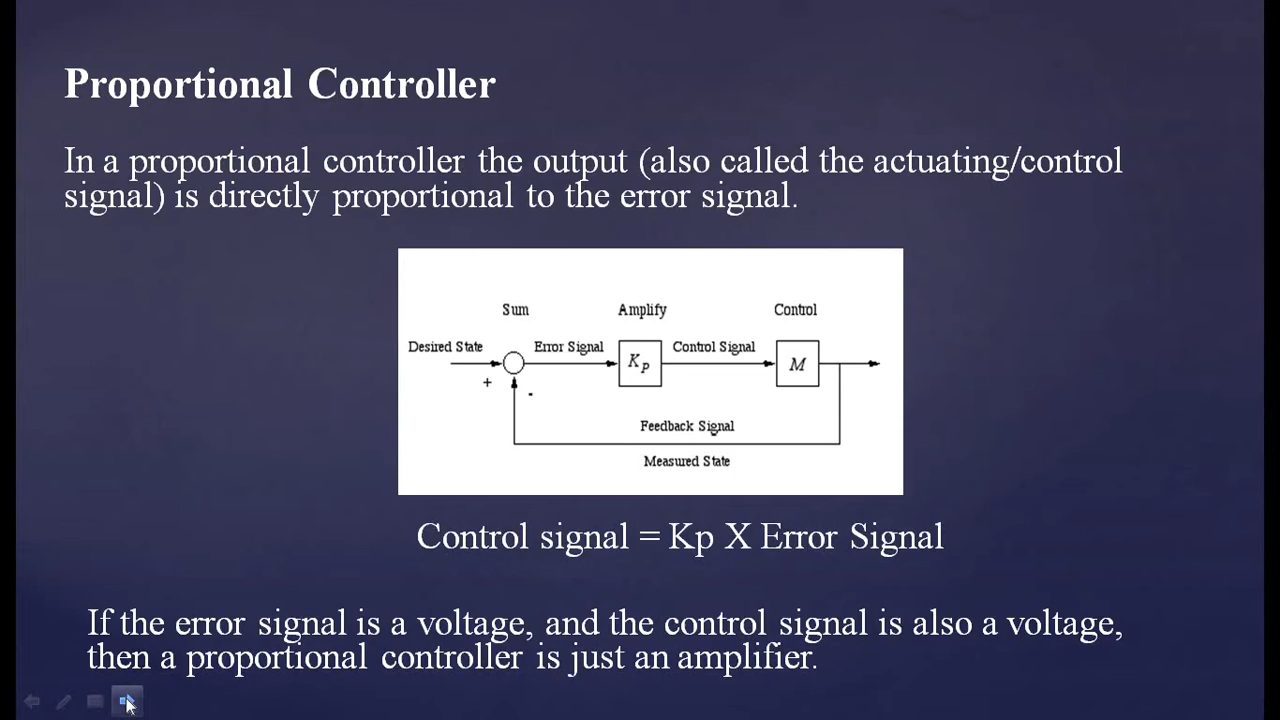 Proportional Controller
In a proportional controller the output (also called the actuating/control
signal) is directly proportional to the error signal.
Sum Amplify Control
Desired State Error Signal Control Signal
K_P M
+ -
Feedback Signal
Measured State
Control signal = Kp X Error Signal
If the error signal is a voltage, and the control signal is also a voltage,
then a proportional controller is just an amplifier.